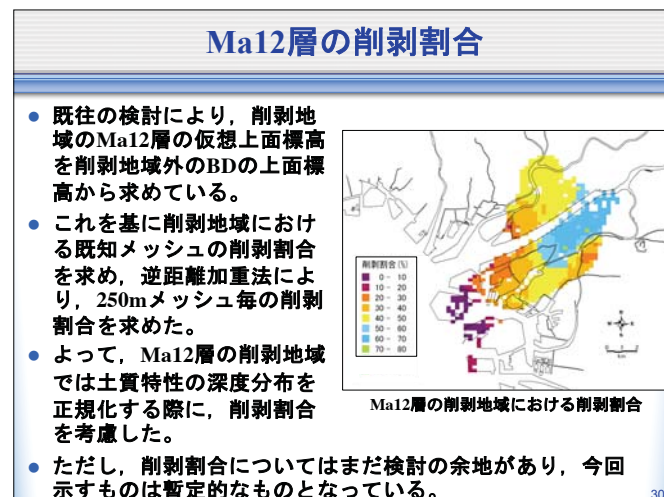 Ma12層の削剥割合
● 既往の検討により，削剥地
域のMa12層の仮想上面標高
を削剥地域外のBDの上面標
高から求めている。
● これを基に削剥地域におけ
る既知メッシュの削剥割合
を求め，逆距離加重法によ
り，250mメッシュ毎の削剥
割合を求めた。
● よって，Ma12層の削剥地域
では土質特性の深度分布を
正規化する際に，削剥割合
を考慮した。
削剥割合(%)
0 - 10
10 - 20
20 - 30
30 - 40
40 - 50
50 - 60
60 - 70
70 - 80
Ma12層の削剥地域における削剥割合
● ただし，削剥割合についてはまだ検討の余地があり，今回
示すものは暫定的なものとなっている。
30